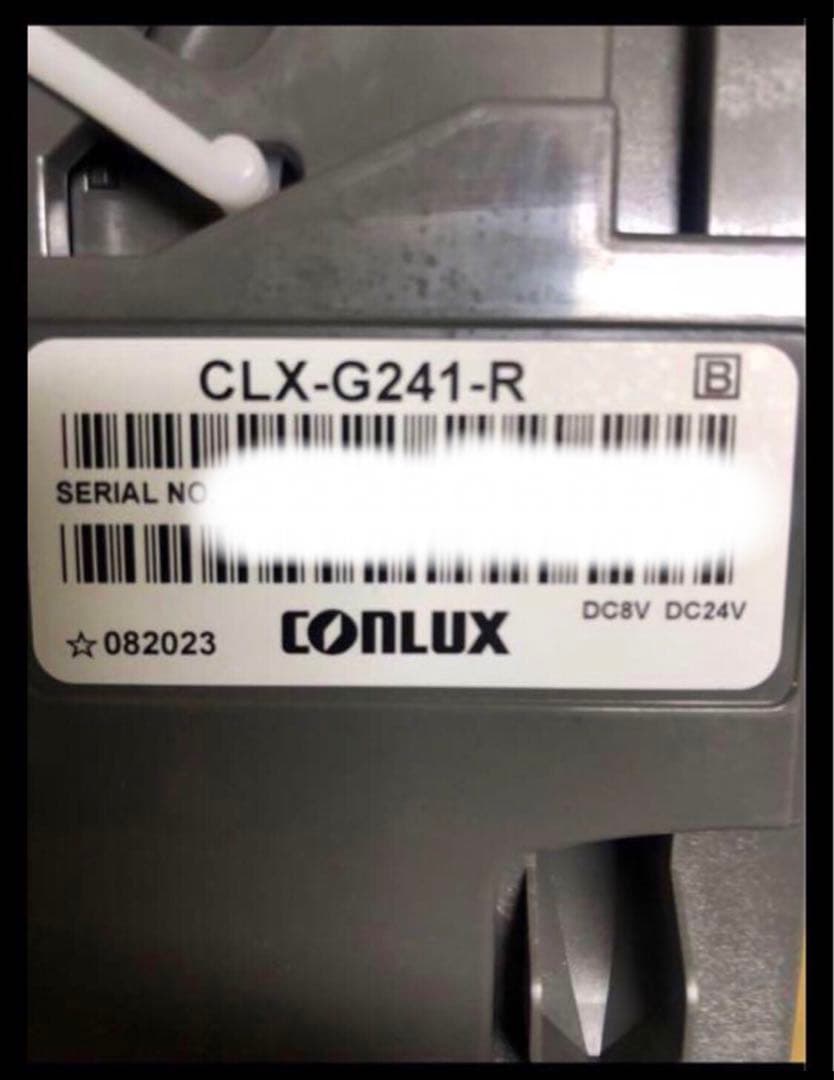 CLX-G241-R B
SERIAL NO
DC8V DC24V
☆082023 CONLUX